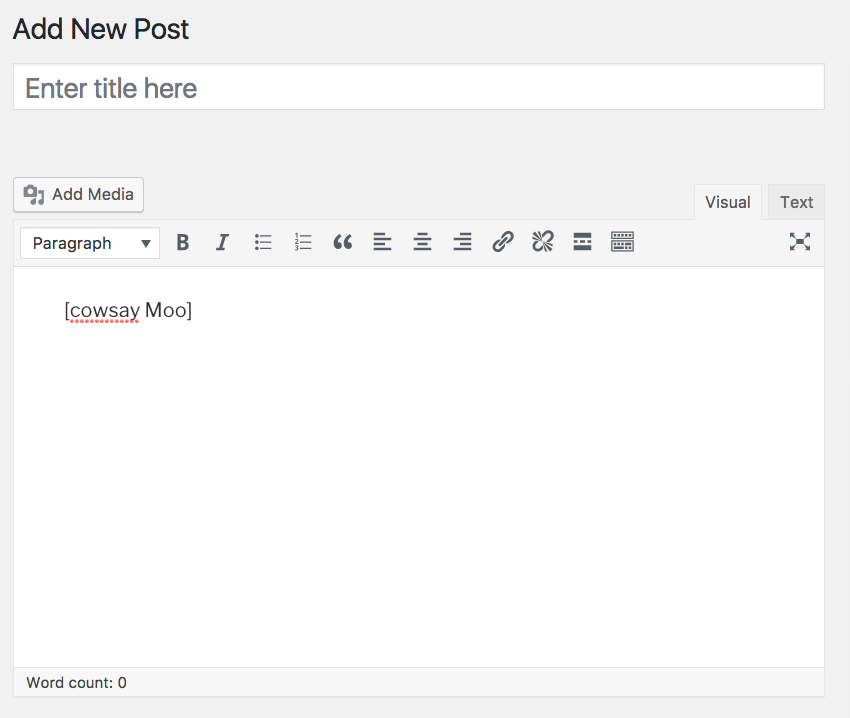 Add New Post
Enter title here
Add Media
Visual Text
Paragraph B I
[cowsay Moo]
Word count: 0